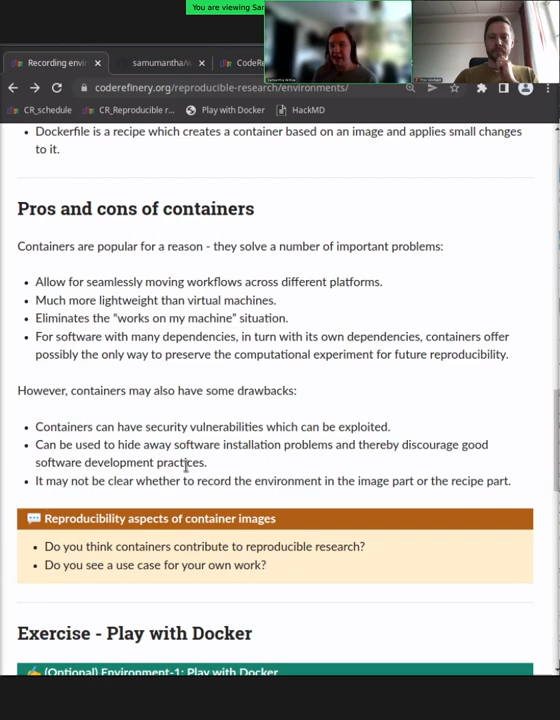 You are viewing Sar
Recording envi
samumantha/w
CodeRe
coderefinery.org/reproducible-research/environments/
CR_schedule
CR_Reproducible r...
Play with Docker
HackMD
• Dockerfile is a recipe which creates a container based on an image and applies small changes
to it.
Pros and cons of containers
Containers are popular for a reason - they solve a number of important problems:
• Allow for seamlessly moving workflows across different platforms.
• Much more lightweight than virtual machines.
• Eliminates the "works on my machine" situation.
• For software with many dependencies, in turn with its own dependencies, containers offer
possibly the only way to preserve the computational experiment for future reproducibility.
However, containers may also have some drawbacks:
• Containers can have security vulnerabilities which can be exploited.
• Can be used to hide away software installation problems and thereby discourage good
software development practices.
• It may not be clear whether to record the environment in the image part or the recipe part.
💬 Reproducibility aspects of container images
• Do you think containers contribute to reproducible research?
• Do you see a use case for your own work?
Exercise - Play with Docker
(Optional) Environment-1: Play with Docker